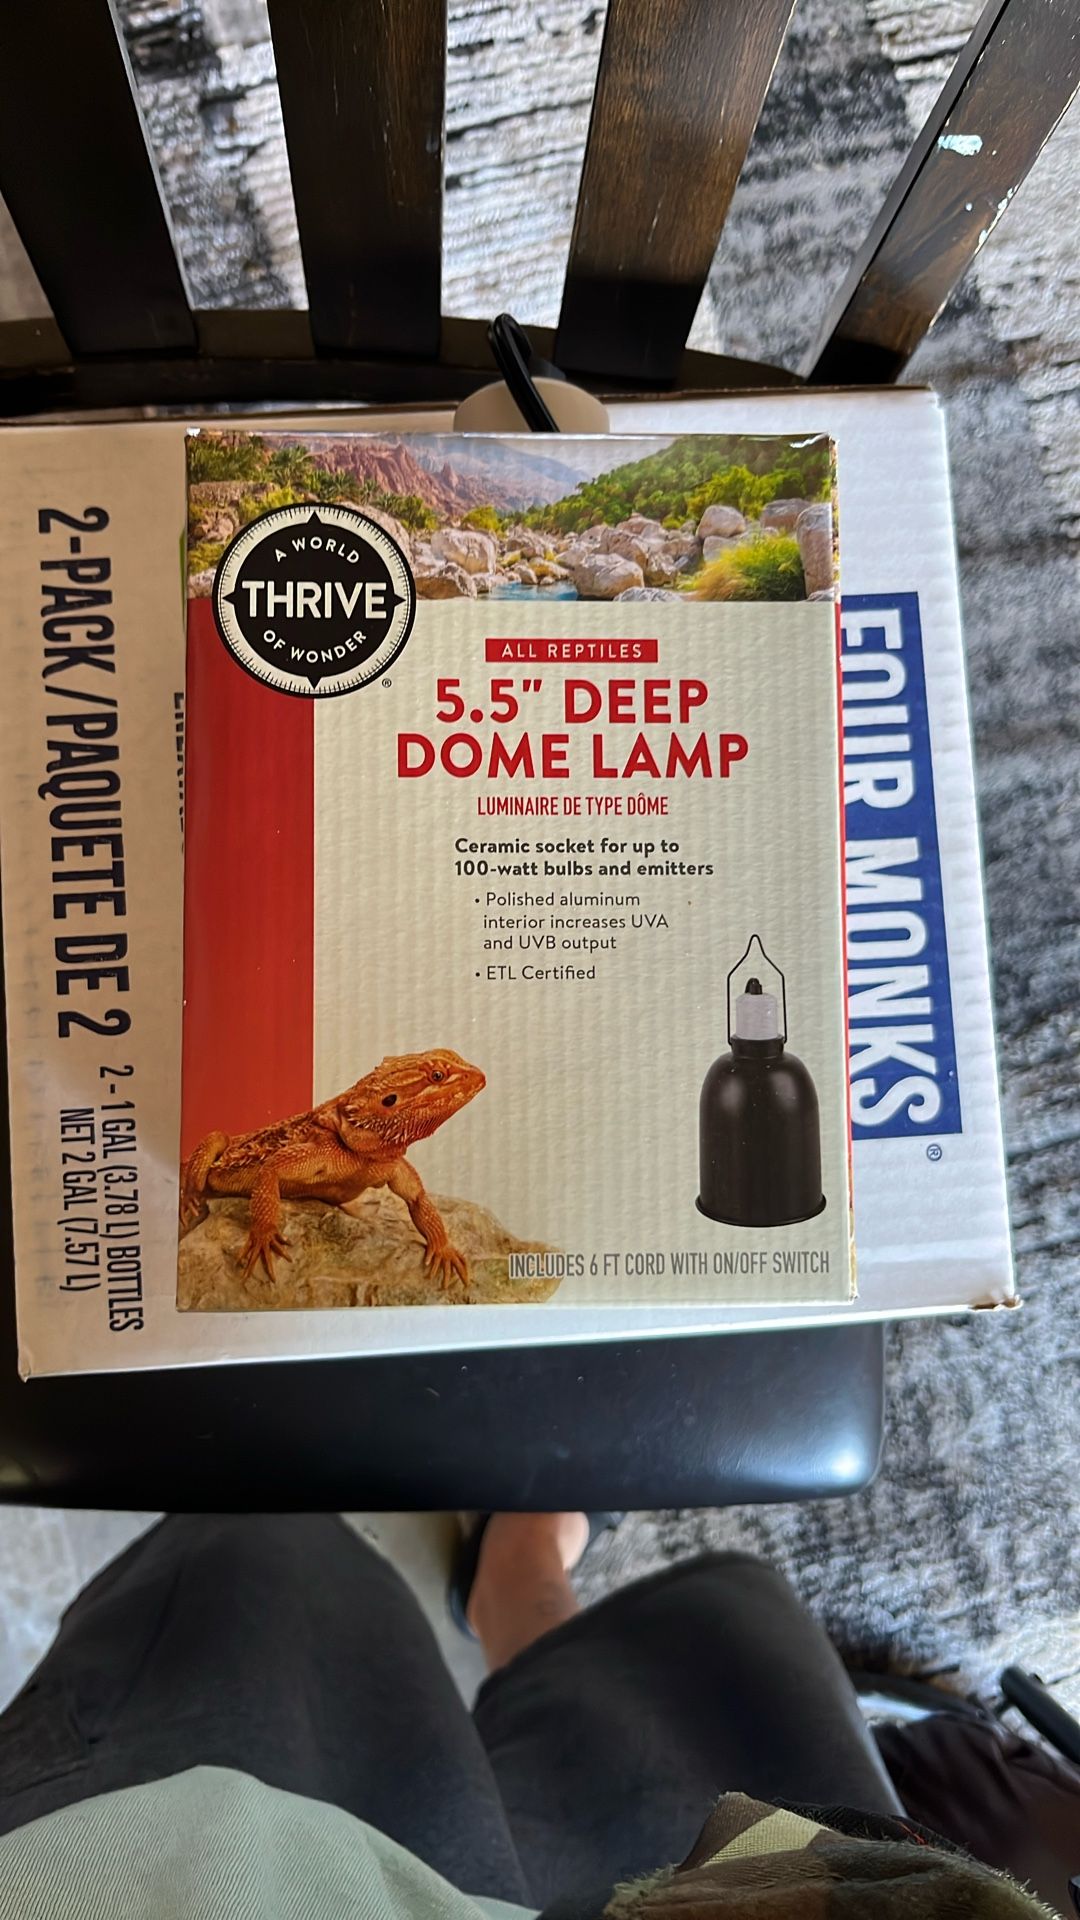 A WORLD
THRIVE
OF WONDER
®
ALL REPTILES
5.5" DEEP
DOME LAMP
LUMINAIRE DE TYPE DÔME
Ceramic socket for up to
100-watt bulbs and emitters
• Polished aluminum
interior increases UVA
and UVB output
• ETL Certified
INCLUDES 6 FT CORD WITH ON/OFF SWITCH
2-PACK/PAQUETE DE 2
2 - 1 GAL (3.78 L) BOTTLES
NET 2 GAL (7.57 L)
FOUR MONKS
®